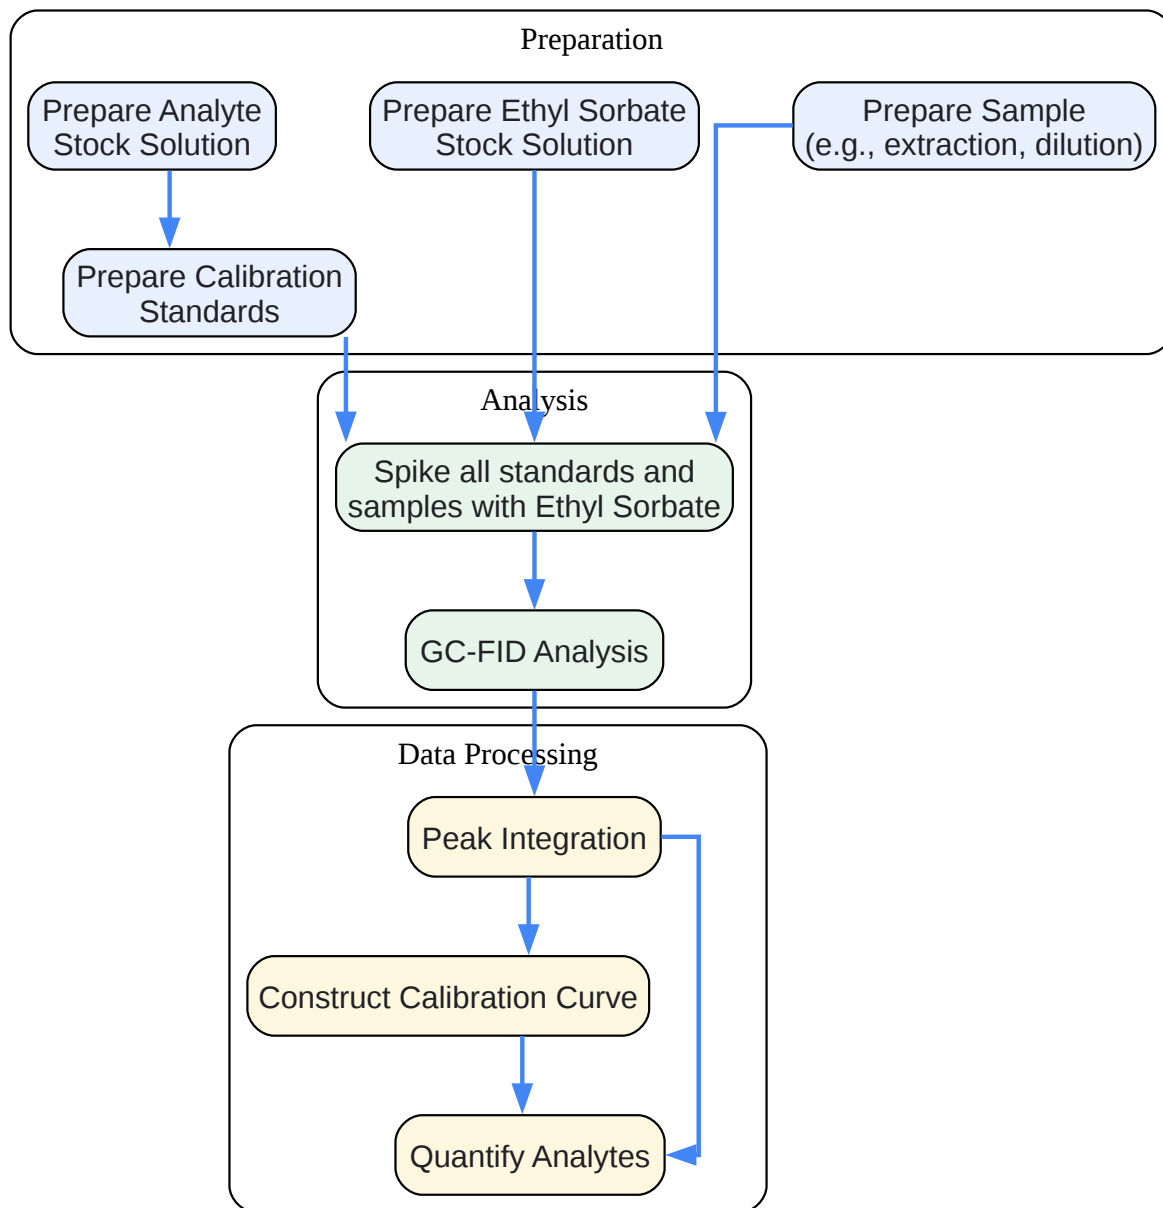 Preparation
Prepare Analyte
Stock Solution
Prepare Ethyl Sorbate
Stock Solution
Prepare Sample
(e.g., extraction, dilution)
Prepare Calibration
Standards
Analysis
Spike all standards and
samples with Ethyl Sorbate
GC-FID Analysis
Data Processing
Peak Integration
Construct Calibration Curve
Quantify Analytes